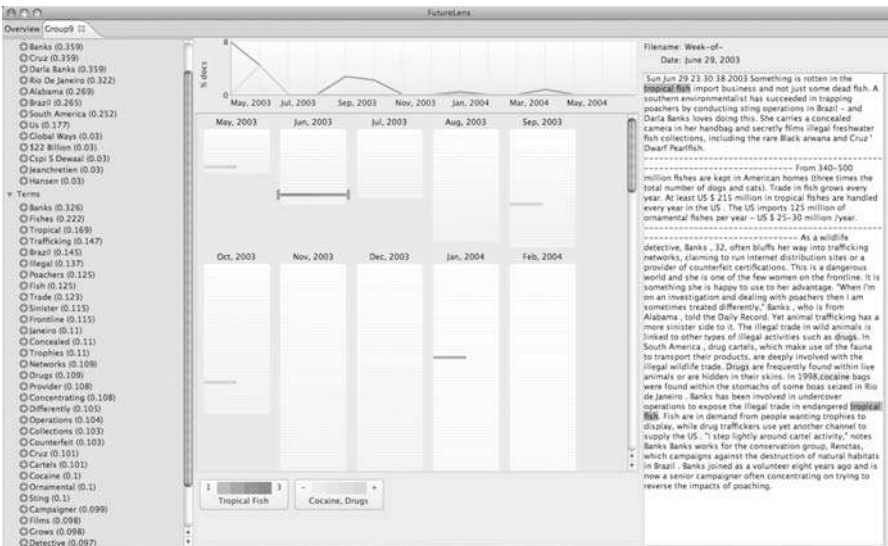 FutureLens
Overview Group9
Banks (0.359)
Cruz (0.359)
Darla Banks (0.359)
Rio De Janeiro (0.322)
Alabama (0.269)
Brazil (0.265)
South America (0.252)
Us (0.177)
Global Ways (0.03)
$22 Billion (0.03)
Cspi S Dewaal (0.03)
Jeanchretien (0.03)
Hansen (0.03)
Terms
Banks (0.326)
Fishes (0.222)
Tropical (0.169)
Trafficking (0.147)
Brazil (0.145)
Illegal (0.137)
Poachers (0.125)
Fish (0.125)
Trade (0.123)
Sinister (0.115)
Frontline (0.115)
Janeiro (0.11)
Concealed (0.11)
Trophies (0.11)
Networks (0.109)
Drugs (0.109)
Provider (0.108)
Concentrating (0.108)
Differently (0.105)
Operations (0.104)
Collections (0.103)
Counterfeit (0.103)
Cruz (0.101)
Cartels (0.101)
Cocaine (0.1)
Ornamental (0.1)
Sting (0.1)
Campaigner (0.099)
Films (0.098)
Grows (0.098)
Detective (0.097)
8
% docs
0
May, 2003 Jul, 2003 Sep, 2003 Nov, 2003 Jan, 2004 Mar, 2004 May, 2004
May, 2003 Jun, 2003 Jul, 2003 Aug, 2003 Sep, 2003
Oct, 2003 Nov, 2003 Dec, 2003 Jan, 2004 Feb, 2004
1 3 - +
Tropical Fish Cocaine, Drugs
Filename: Week-of-
Date: June 29, 2003
Sun Jun 29 23:30:38 2003 Something is rotten in the
tropical fish import business and not just some dead fish. A
southern environmentalist has succeeded in trapping
poachers by conducting sting operations in Brazil - and
Darla Banks loves doing this. She carries a concealed
camera in her handbag and secretly films illegal freshwater
fish collections, including the rare Black arwana and Cruz'
Dwarf Pearlfish.
---------------------------------------------------
-------------------------------- From 340-500
million fishes are kept in American homes (three times the
total number of dogs and cats). Trade in fish grows every
year. At least US $ 215 million in tropical fishes are handled
every year in the US . The US imports 125 million of
ornamental fishes per year - US $ 25-30 million /year.
---------------------------------------------------
-------------------------------- As a wildlife
detective, Banks , 32, often bluffs her way into trafficking
networks, claiming to run internet distribution sites or a
provider of counterfeit certifications. This is a dangerous
world and she is one of the few women on the frontline. It is
something she is happy to use to her advantage. "When I'm
on an investigation and dealing with poachers then I am
sometimes treated differently," Banks , who is from
Alabama , told the Daily Record. Yet animal trafficking has a
more sinister side to it. The illegal trade in wild animals is
linked to other types of illegal activities such as drugs. In
South America , drug cartels, which make use of the fauna
to transport their products, are deeply involved with the
illegal wildlife trade. Drugs are frequently found within live
animals or are hidden in their skins. In 1998,cocaine bags
were found within the stomachs of some boas seized in Rio
de Janeiro . Banks has been involved in undercover
operations to expose the illegal trade in endangered tropical
fish. Fish are in demand from people wanting trophies to
display, while drug traffickers use yet another channel to
supply the US . "I step lightly around cartel activity," notes
Banks Banks works for the conservation group, Renctas,
which campaigns against the destruction of natural habitats
in Brazil . Banks joined as a volunteer eight years ago and is
now a senior campaigner often concentrating on trying to
reverse the impacts of poaching.